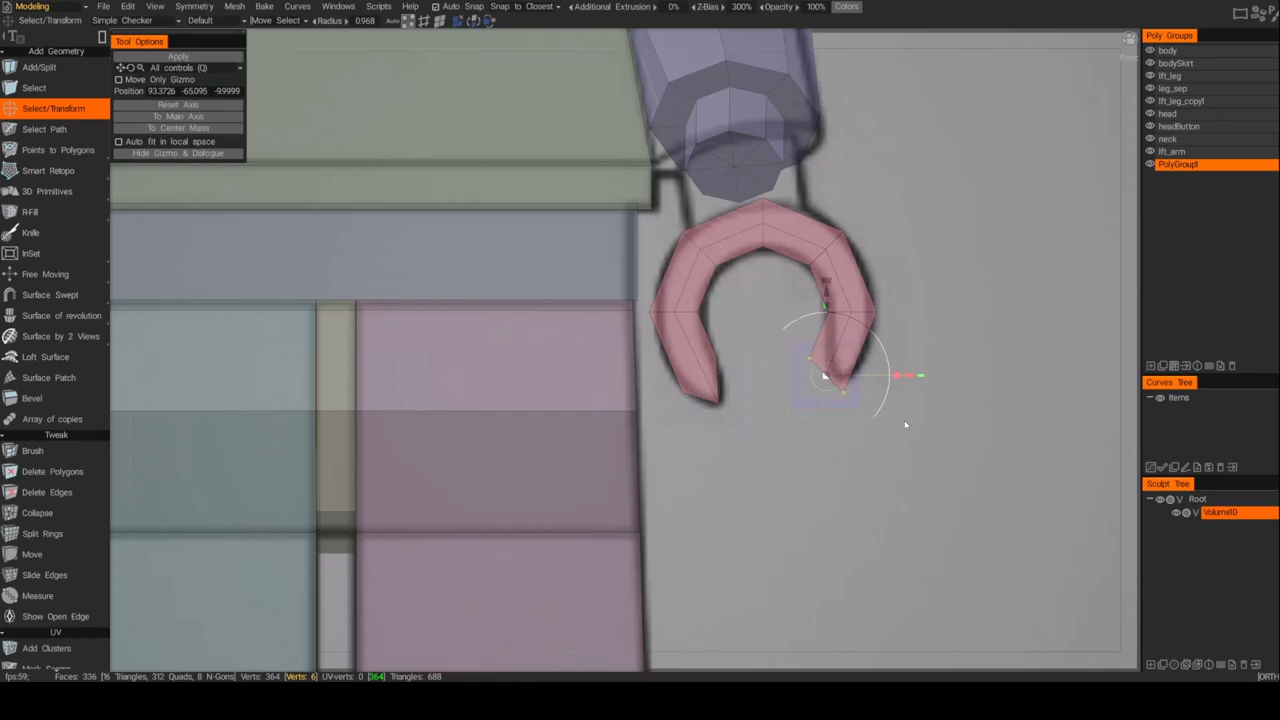 Modeling File Edit View Symmetry Mesh Bake Curves Windows Scripts Help Auto Snap Snap to Closest Additional Extrusion 0% Z-Bias 300% Opacity 100% Colors
Select/Transform Simple Checker Default Move Select Radius 0.968 Auto
Add Geometry
Add/Split
Select
Select/Transform
Select Path
Points to Polygons
Smart Retopo
3D Primitives
R-Fill
Knife
InSet
Free Moving
Surface Swept
Surface of revolution
Surface by 2 Views
Loft Surface
Surface Patch
Bevel
Array of copies
Tweak
Brush
Delete Polygons
Delete Edges
Collapse
Split Rings
Move
Slide Edges
Measure
Show Open Edge
UV
Add Clusters
Tool Options
Apply
All controls (Q)
Move Only Gizmo
Position 93.3726 -65.095 -9.9999
Reset Axis
To Main Axis
To Center Mass
Auto fit in local space
Hide Gizmo & Dialogue
Front
Poly Groups
body
bodySkirt
lft_leg
leg_sep
lft_leg_copy1
head
headButton
neck
lft_arm
PolyGroup1
Curves Tree
Items
Sculpt Tree
V Root
V Volume10
fps:59; Faces: 336 [16 Triangles, 312 Quads, 8 N-Gons] Verts: 364 [Verts: 6] UV-verts: 0 [364] Triangles: 688
[ORTH